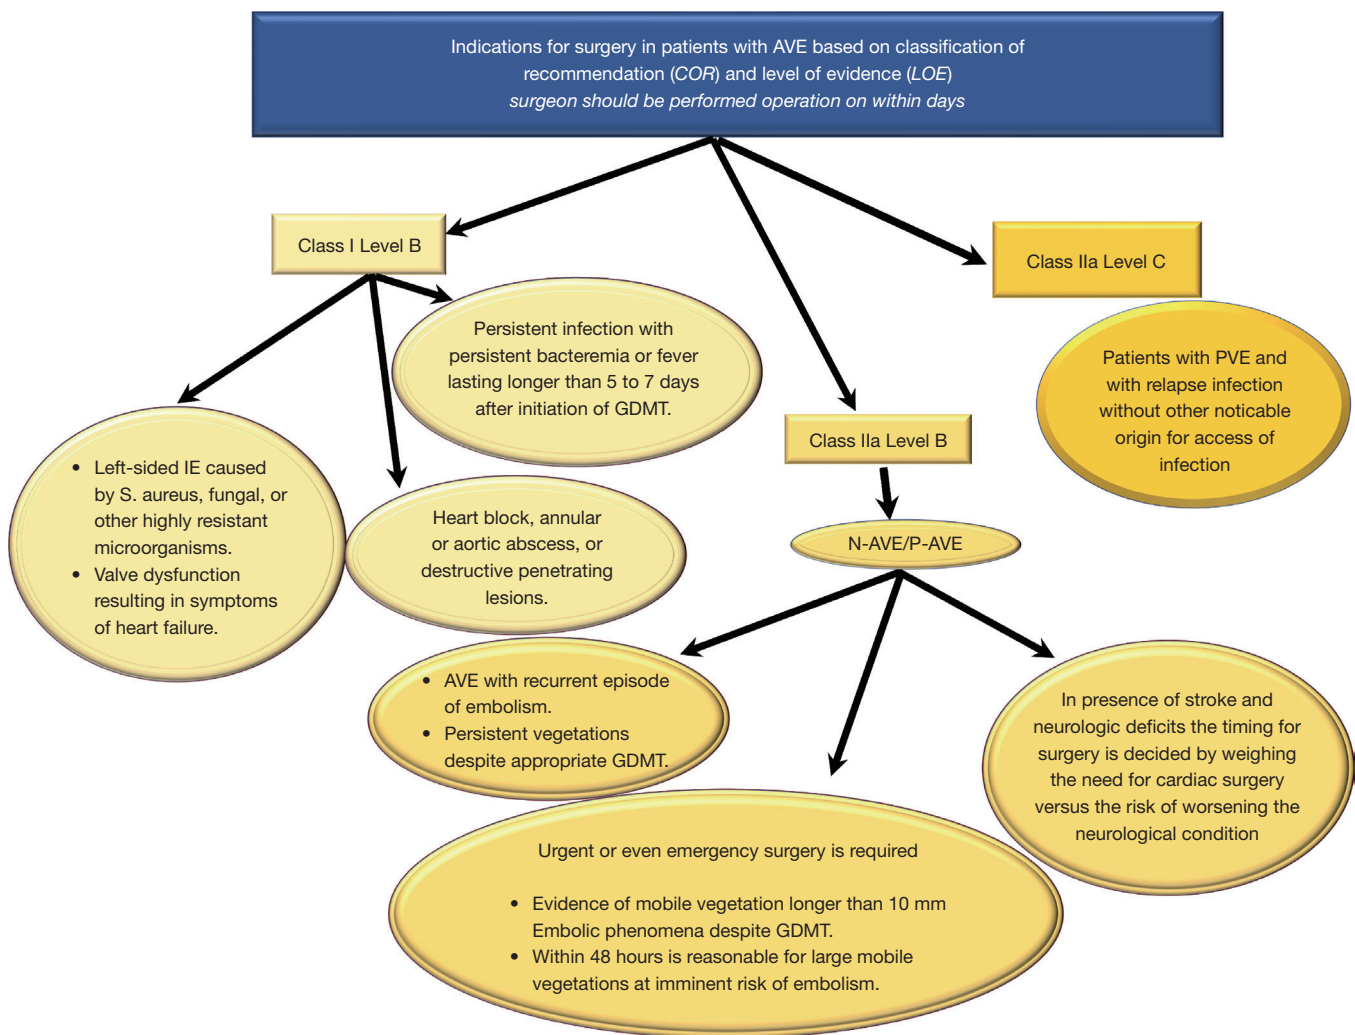 Indications for surgery in patients with AVE based on classification of
recommendation (COR) and level of evidence (LOE)
surgeon should be performed operation on within days
Class I Level B
Class IIa Level C
Persistent infection with
persistent bacteremia or fever
lasting longer than 5 to 7 days
after initiation of GDMT.
Patients with PVE and
with relapse infection
without other noticable
origin for access of
infection
Class IIa Level B
• Left-sided IE caused
by S. aureus, fungal, or
other highly resistant
microorganisms.
• Valve dysfunction
resulting in symptoms
of heart failure.
Heart block, annular
or aortic abscess, or
destructive penetrating
lesions.
N-AVE/P-AVE
• AVE with recurrent episode
of embolism.
• Persistent vegetations
despite appropriate GDMT.
In presence of stroke and
neurologic deficits the timing for
surgery is decided by weighing
the need for cardiac surgery
versus the risk of worsening the
neurological condition
Urgent or even emergency surgery is required
• Evidence of mobile vegetation longer than 10 mm
Embolic phenomena despite GDMT.
• Within 48 hours is reasonable for large mobile
vegetations at imminent risk of embolism.